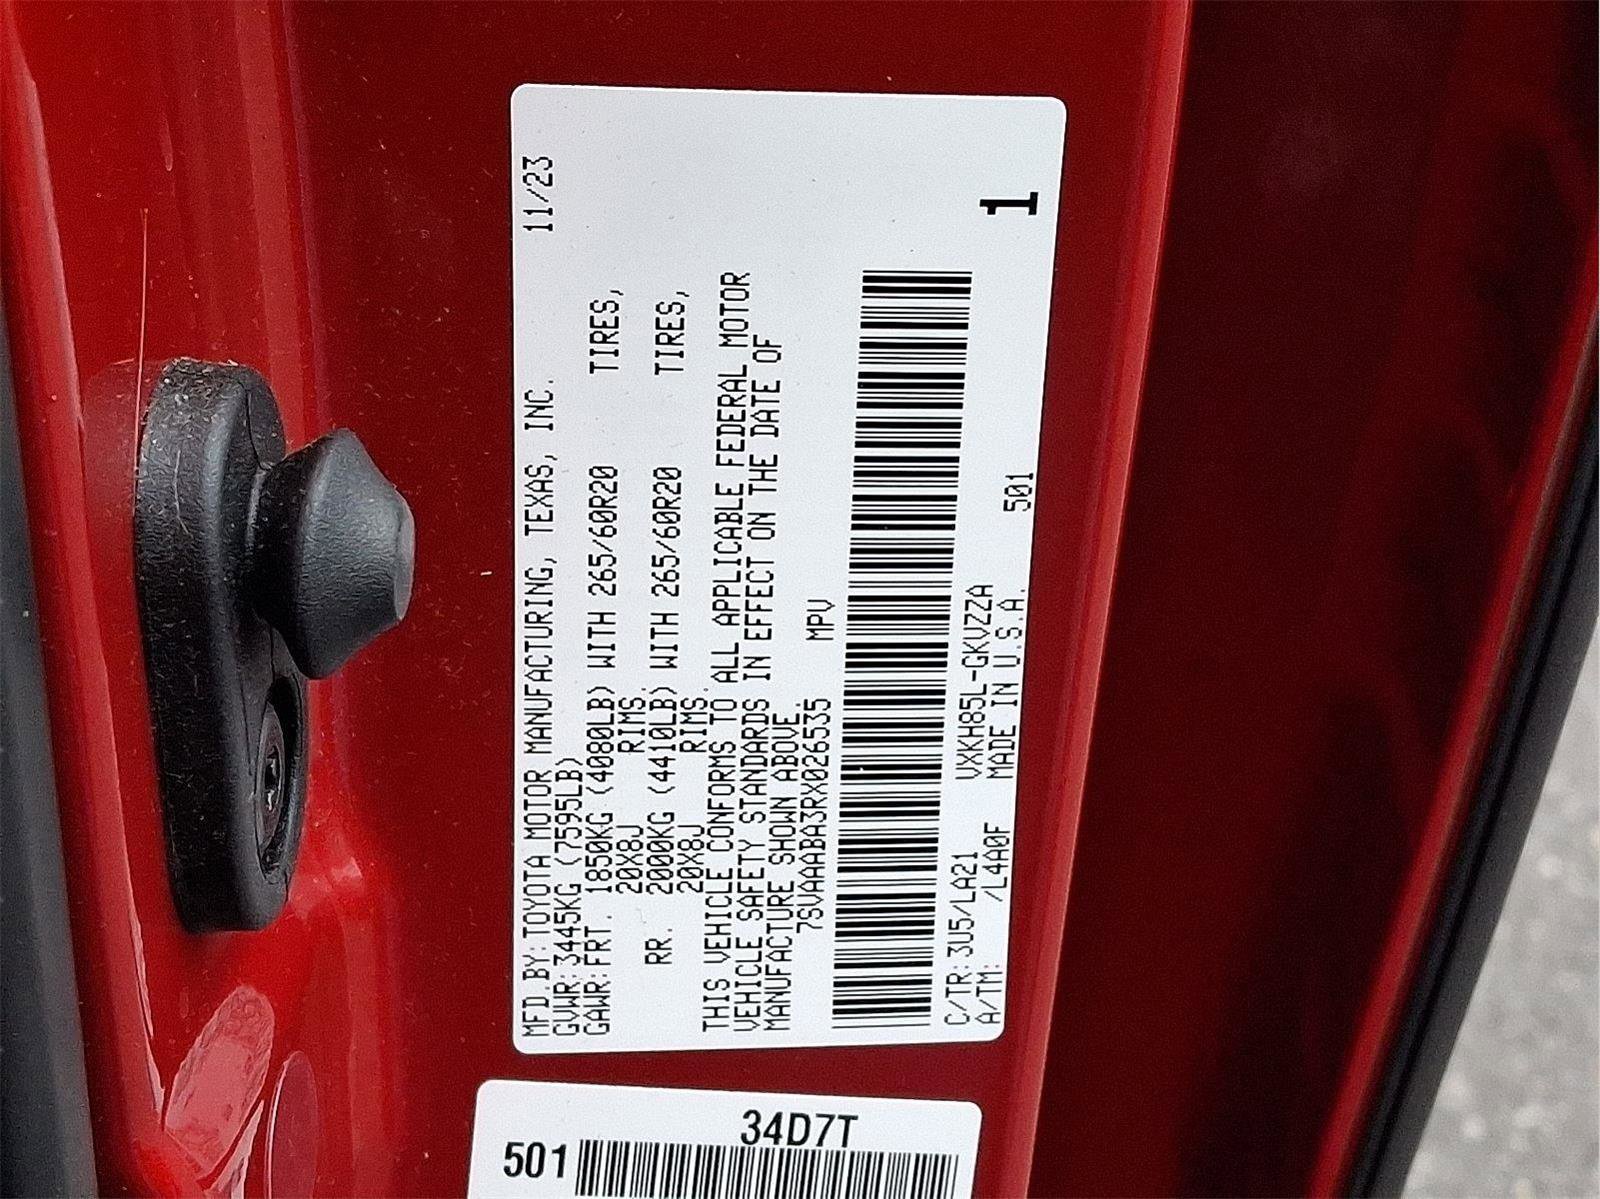 MFD.BY: TOYOTA MOTOR MANUFACTURING, TEXAS, INC. 11/23
GVWR: 3445KG (7595LB)
GAWR: FRT. 1850KG (4080LB) WITH 265/60R20 TIRES,
20X8J RIMS.
RR. 2000KG (4410LB) WITH 265/60R20 TIRES,
20X8J RIMS.
THIS VEHICLE CONFORMS TO ALL APPLICABLE FEDERAL MOTOR
VEHICLE SAFETY STANDARDS IN EFFECT ON THE DATE OF
MANUFACTURE SHOWN ABOVE.
7SVAAABA3RX026535 MPV
C/TR: 3U5/LA21 VXKH85L-GKVZZA
A/TM: /L4A0F MADE IN U.S.A. 501
1
34D7T
501